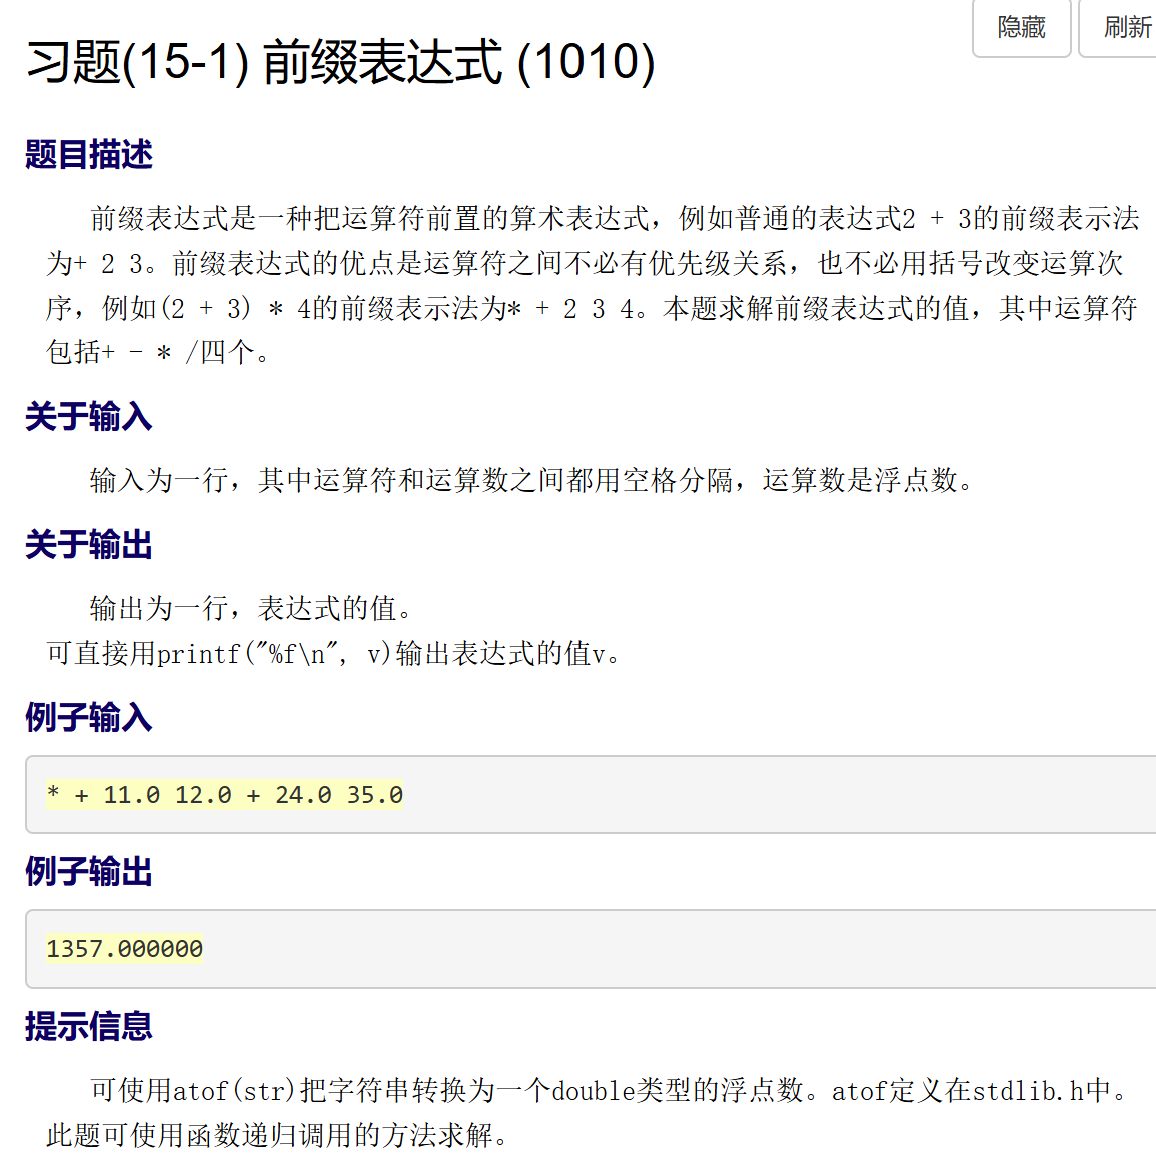 隐藏
刷新
习题(15-1) 前缀表达式 (1010)
题目描述
前缀表达式是一种把运算符前置的算术表达式，例如普通的表达式2 + 3的前缀表示法
为+ 2 3。前缀表达式的优点是运算符之间不必有优先级关系，也不必用括号改变运算次
序，例如(2 + 3) * 4的前缀表示法为* + 2 3 4。本题求解前缀表达式的值，其中运算符
包括+ - * /四个。
关于输入
输入为一行，其中运算符和运算数之间都用空格分隔，运算数是浮点数。
关于输出
输出为一行，表达式的值。
可直接用printf("%f\n", v)输出表达式的值v。
例子输入
* + 11.0 12.0 + 24.0 35.0
例子输出
1357.000000
提示信息
可使用atof(str)把字符串转换为一个double类型的浮点数。atof定义在stdlib.h中。
此题可使用函数递归调用的方法求解。